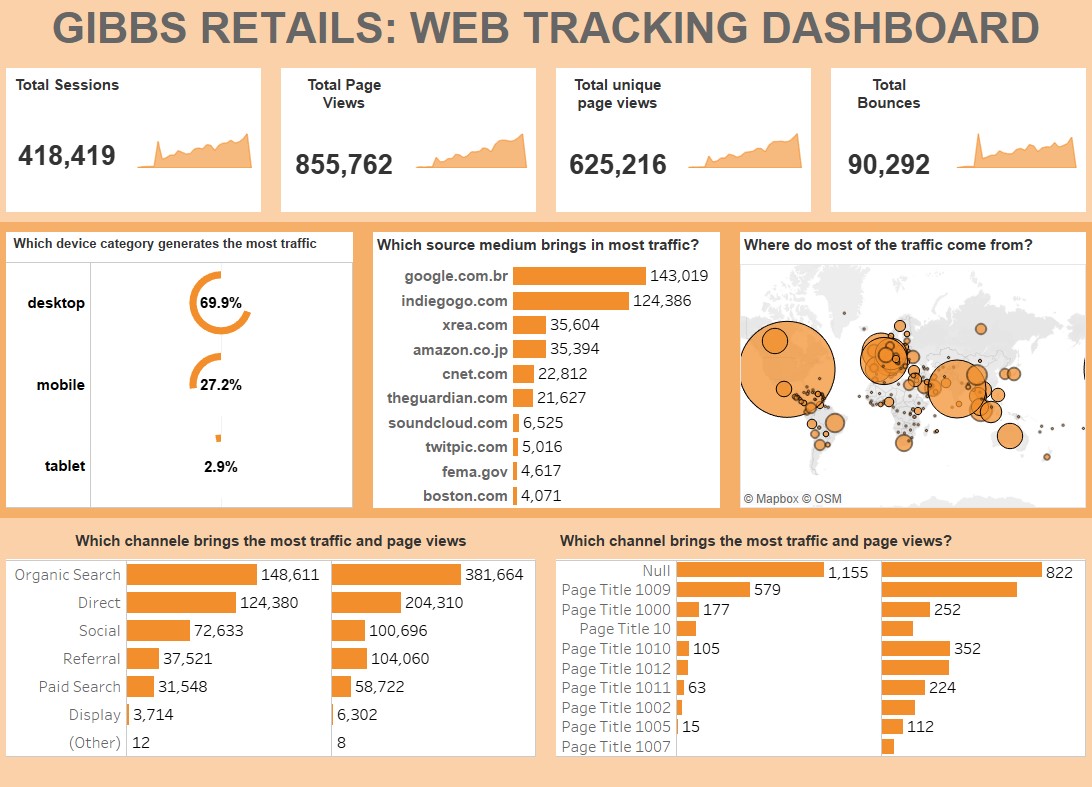 GIBBS RETAILS: WEB TRACKING DASHBOARD
Total Sessions
418,419
Total Page
Views
855,762
Total unique
page views
625,216
Total
Bounces
90,292
Which device category generates the most traffic
desktop 69.9%
mobile 27.2%
tablet 2.9%
Which source medium brings in most traffic?
google.com.br 143,019
indiegogo.com 124,386
xrea.com 35,604
amazon.co.jp 35,394
cnet.com 22,812
theguardian.com 21,627
soundcloud.com 6,525
twitpic.com 5,016
fema.gov 4,617
boston.com 4,071
Where do most of the traffic come from?
© Mapbox © OSM
Which channele brings the most traffic and page views
Organic Search 148,611 381,664
Direct 124,380 204,310
Social 72,633 100,696
Referral 37,521 104,060
Paid Search 31,548 58,722
Display 3,714 6,302
(Other) 12 8
Which channel brings the most traffic and page views?
Null 1,155 822
Page Title 1009 579
Page Title 1000 177 252
Page Title 10
Page Title 1010 105 352
Page Title 1012
Page Title 1011 63 224
Page Title 1002
Page Title 1005 15 112
Page Title 1007